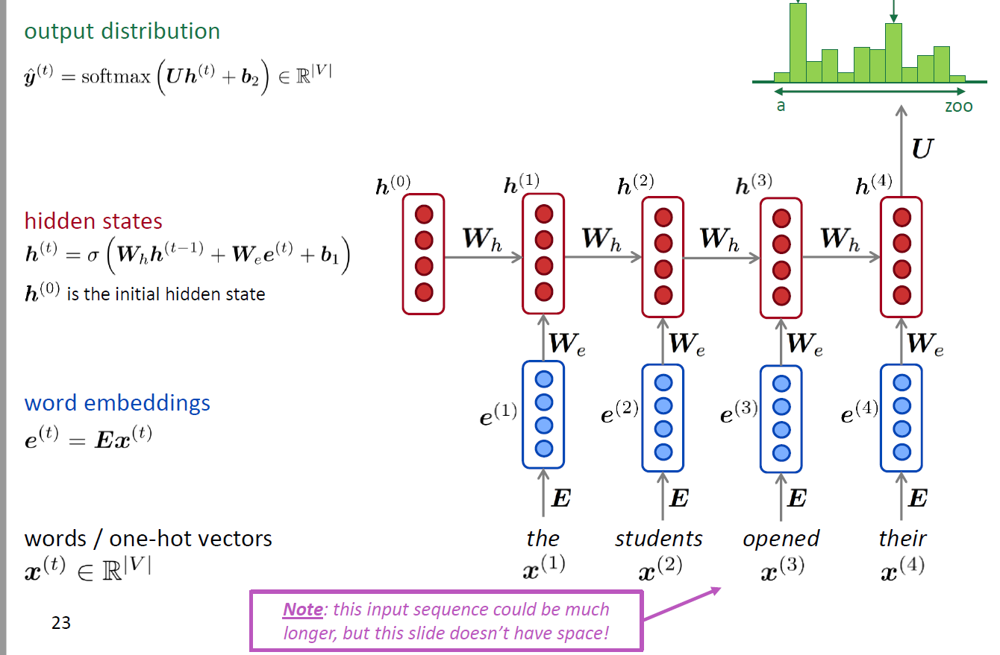 output distribution
ŷ^(t) = softmax(Uh^(t) + b₂) ∈ ℝ^|V|
a
zoo
U
h^(0)
h^(1)
h^(2)
h^(3)
h^(4)
hidden states
h^(t) = σ(W_h h^(t−1) + W_e e^(t) + b₁)
h^(0) is the initial hidden state
W_h
W_h
W_h
W_h
W_e
W_e
W_e
W_e
word embeddings
e^(t) = Ex^(t)
e^(1)
e^(2)
e^(3)
e^(4)
E
E
E
E
words / one-hot vectors
x^(t) ∈ ℝ^|V|
the
students
opened
their
x^(1)
x^(2)
x^(3)
x^(4)
Note: this input sequence could be much
longer, but this slide doesn't have space!
23